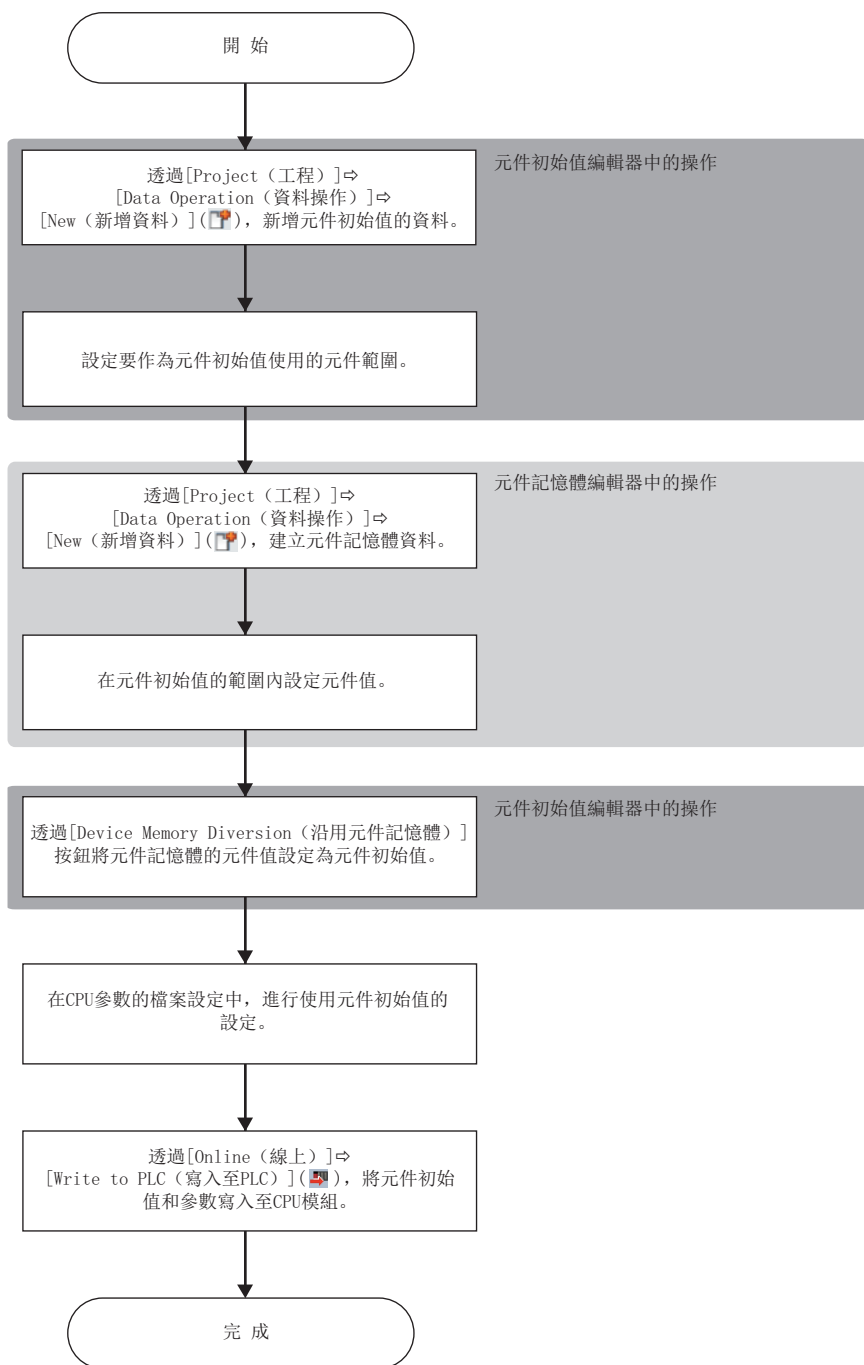 開 始
元件初始值編輯器中的操作
透過[Project（工程）]⇨
[Data Operation（資料操作）]⇨
[New（新增資料）]( )，新增元件初始值的資料。
設定要作為元件初始值使用的元件範圍。
元件記憶體編輯器中的操作
透過[Project（工程）]⇨
[Data Operation（資料操作）]⇨
[New（新增資料）]( )，建立元件記憶體資料。
在元件初始值的範圍內設定元件值。
元件初始值編輯器中的操作
透過[Device Memory Diversion（沿用元件記憶體）]
按鈕將元件記憶體的元件值設定為元件初始值。
在CPU參數的檔案設定中，進行使用元件初始值的
設定。
透過[Online（線上）]⇨
[Write to PLC（寫入至PLC）]( )，將元件初始
值和參數寫入至CPU模組。
完 成